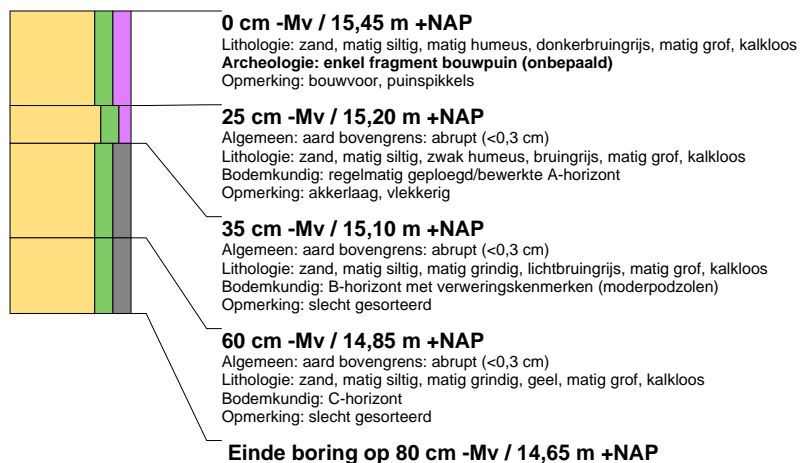 0 cm -Mv / 15,45 m +NAP
Lithologie: zand, matig siltig, matig humeus, donkerbruingrijs, matig grof, kalkloos
Archeologie: enkel fragment bouwpuin (onbepaald)
Opmerking: bouwvoor, puinspikkels
25 cm -Mv / 15,20 m +NAP
Algemeen: aard bovengrens: abrupt (<0,3 cm)
Lithologie: zand, matig siltig, zwak humeus, bruingrijs, matig grof, kalkloos
Bodemkundig: regelmatig geploegd/bewerkte A-horizont
Opmerking: akkerlaag, vlekkerig
35 cm -Mv / 15,10 m +NAP
Algemeen: aard bovengrens: abrupt (<0,3 cm)
Lithologie: zand, matig siltig, matig grindig, lichtbruingrijs, matig grof, kalkloos
Bodemkundig: B-horizont met verweringskenmerken (moderpodzolen)
Opmerking: slecht gesorteerd
60 cm -Mv / 14,85 m +NAP
Algemeen: aard bovengrens: abrupt (<0,3 cm)
Lithologie: zand, matig siltig, matig grindig, geel, matig grof, kalkloos
Bodemkundig: C-horizont
Opmerking: slecht gesorteerd
Einde boring op 80 cm -Mv / 14,65 m +NAP